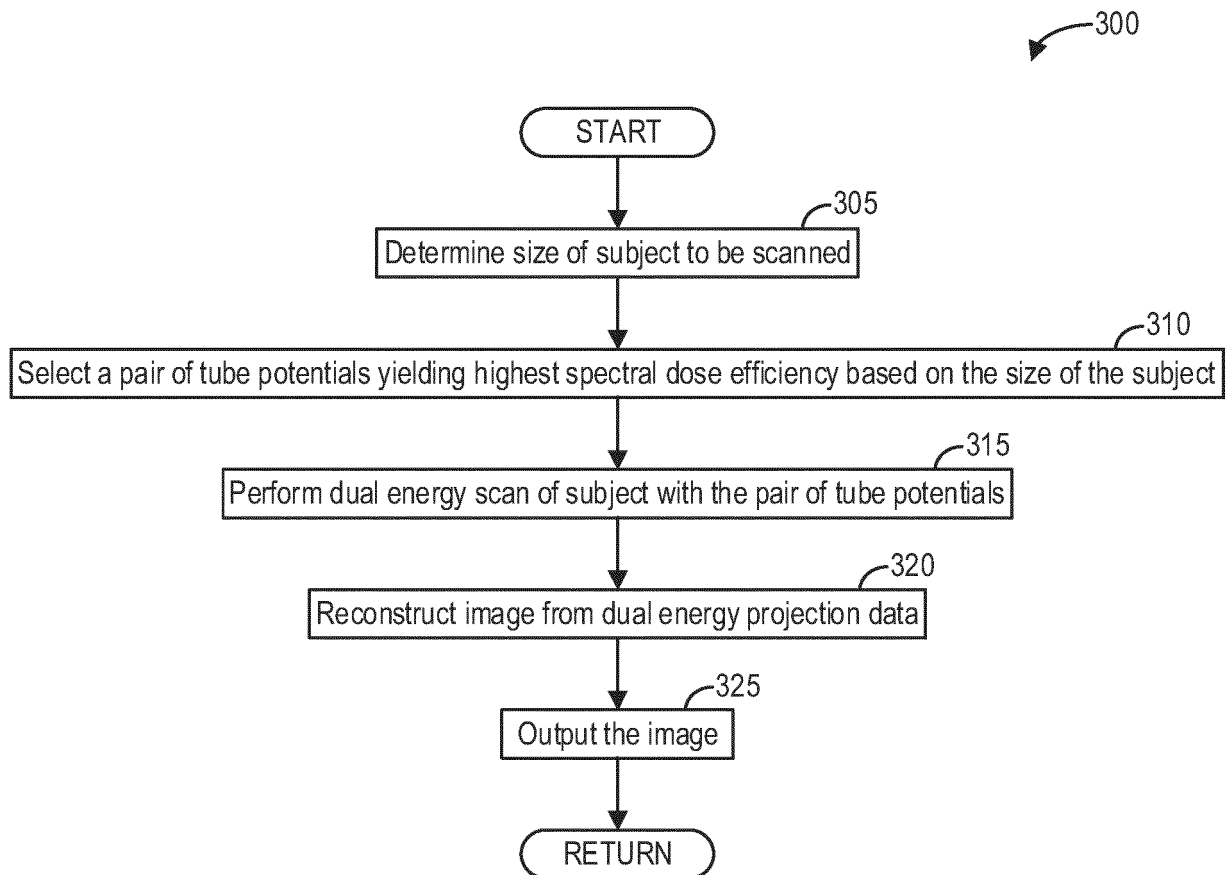 300
START
305
Determine size of subject to be scanned
310
Select a pair of tube potentials yielding highest spectral dose efficiency based on the size of the subject
315
Perform dual energy scan of subject with the pair of tube potentials
320
Reconstruct image from dual energy projection data
325
Output the image
RETURN